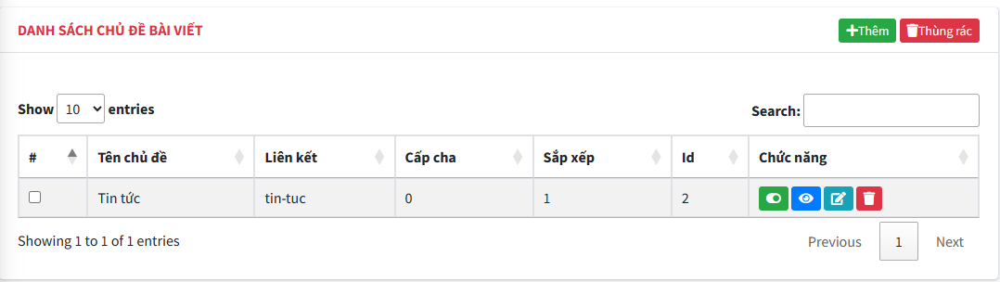 DANH SÁCH CHỦ ĐỀ BÀI VIẾT
Thêm Thùng rác
Show 10 entries Search:
# Tên chủ đề Liên kết Cấp cha Sắp xếp Id Chức năng
Tin tức tin-tuc 0 1 2
Showing 1 to 1 of 1 entries Previous 1 Next